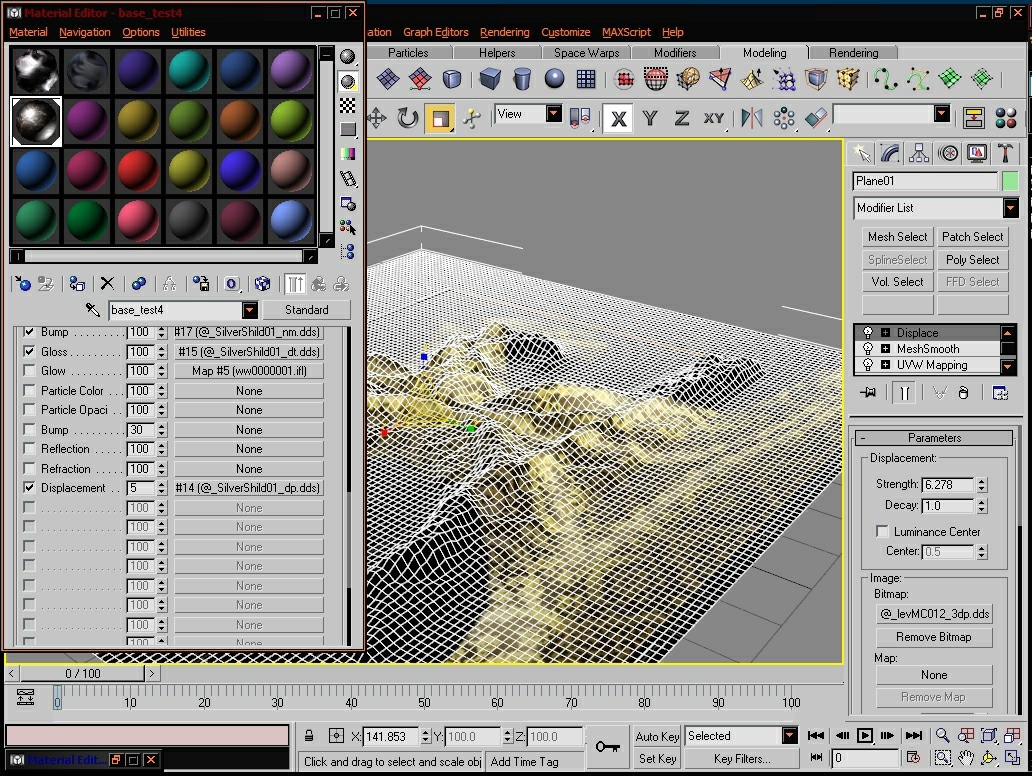 Material Editor - base_test4
Material Navigation Options Utilities
ation Graph Editors Rendering Customize MAXScript Help
Particles Helpers Space Warps Modifiers Modeling Rendering
View
X Y Z XY
Plane01
Modifier List
Mesh Select Patch Select
SplineSelect Poly Select
Vol. Select FFD Select
base_test4 Standard
Displace
MeshSmooth
UVW Mapping
Bump 100 #17 (@_SilverShild01_nm.dds)
Gloss 100 #15 (@_SilverShild01_dt.dds)
Glow 100 Map #5 (ww0000001.ifl)
Particle Color 100 None
Particle Opaci 100 None
Bump 30 None
Reflection 100 None
Refraction 100 None
Displacement 5 #14 (@_SilverShild01_dp.dds)
100 None
100 None
100 None
100 None
100 None
100 None
100 None
100 None
- Parameters
Displacement:
Strength: 6.278
Decay: 1.0
Luminance Center
Center: 0.5
Image:
Bitmap:
@_levMC012_3dp.dds
Remove Bitmap
Map:
None
Remove Map
< 0 / 100 >
0 10 20 30 40 50 60 70 80 90 100
X: 141.853 Y: 100.0 Z: 100.0
Auto Key Selected
Click and drag to select and scale obj Add Time Tag
Set Key Key Filters...
0
Material Edit...